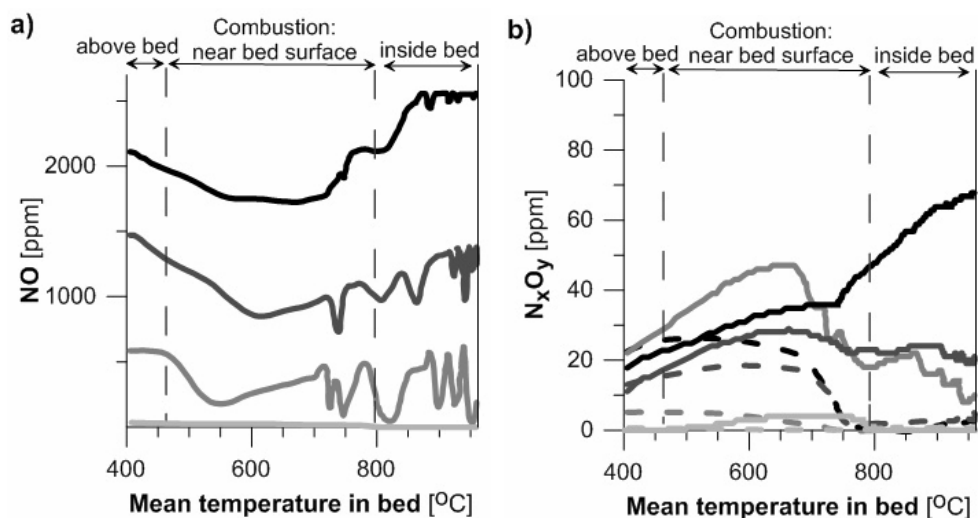 a)
Combustion:
above bed
near bed surface
inside bed
NO [ppm]
2000
1000
400
600
800
Mean temperature in bed [°C]
b)
Combustion:
above bed
near bed surface
inside bed
NxOy [ppm]
100
80
60
40
20
0
400
600
800
Mean temperature in bed [°C]